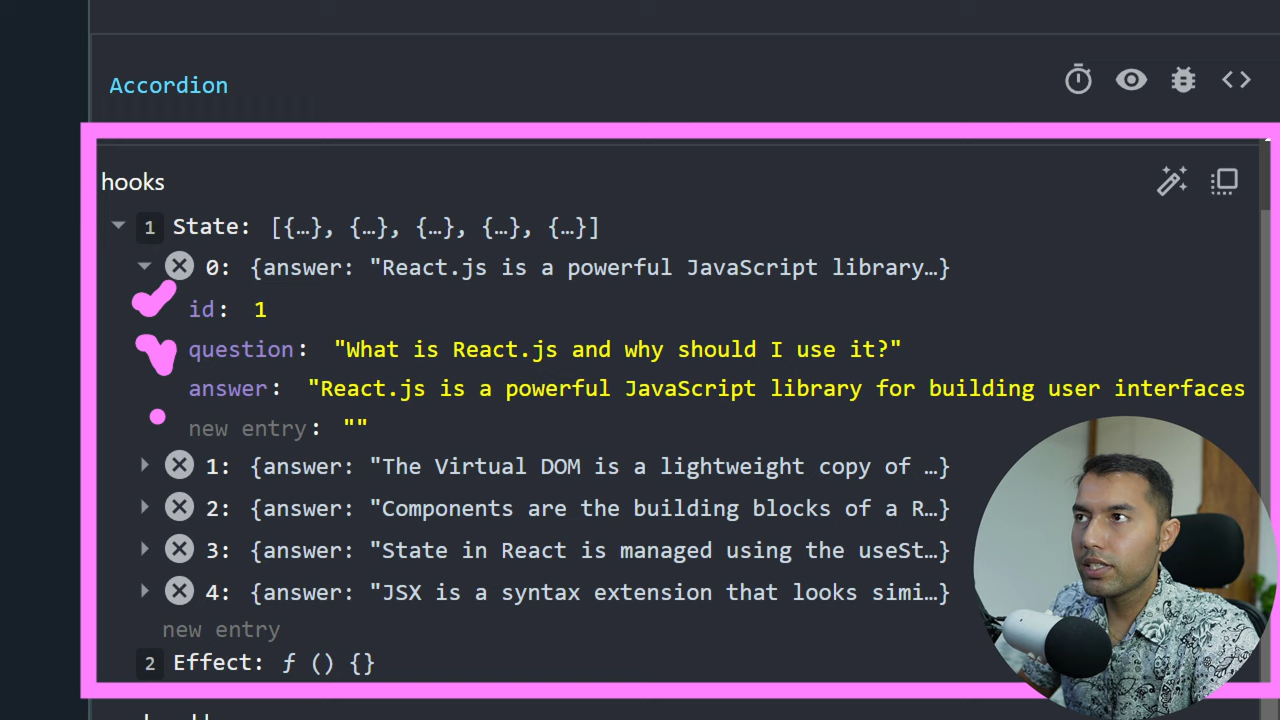 Accordion
hooks
1 State: [{…}, {…}, {…}, {…}, {…}]
0: {answer: "React.js is a powerful JavaScript library…}
id: 1
question: "What is React.js and why should I use it?"
answer: "React.js is a powerful JavaScript library for building user interfaces
new entry: ""
1: {answer: "The Virtual DOM is a lightweight copy of …}
2: {answer: "Components are the building blocks of a R…}
3: {answer: "State in React is managed using the useSt…}
4: {answer: "JSX is a syntax extension that looks simi…}
new entry
2 Effect: ƒ () {}